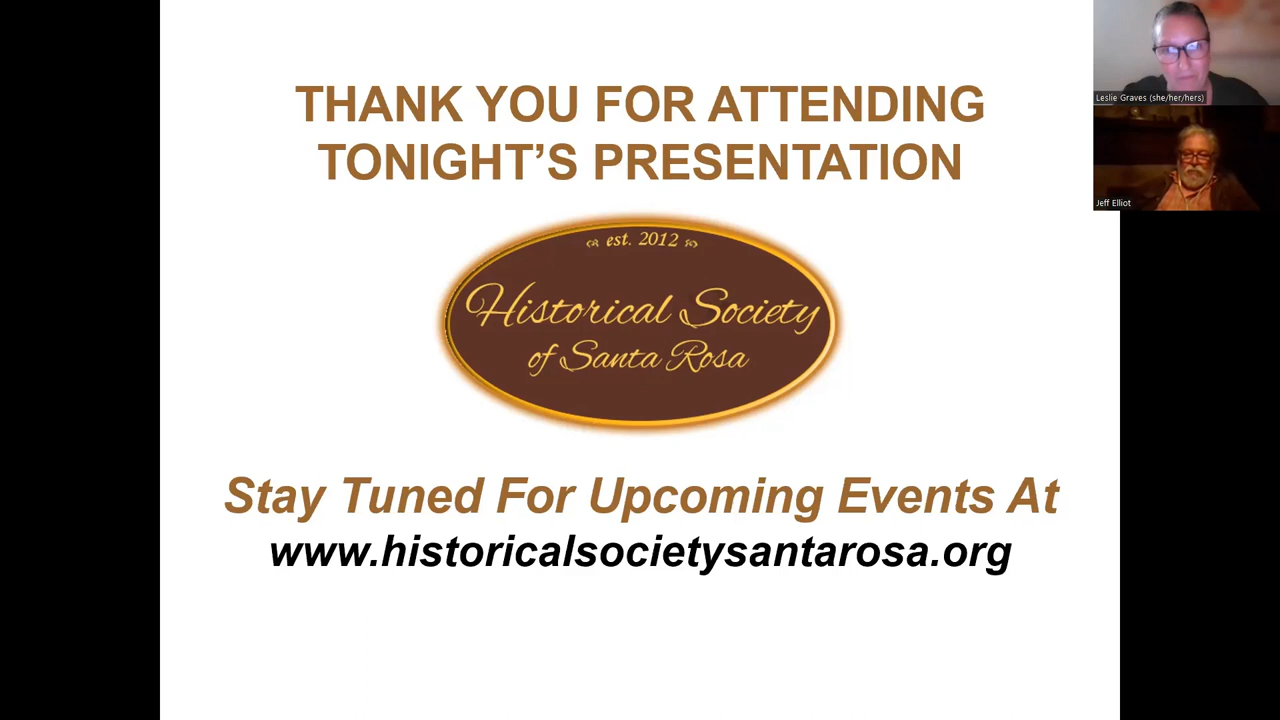 THANK YOU FOR ATTENDING
TONIGHT’S PRESENTATION
est. 2012
Historical Society
of Santa Rosa
Stay Tuned For Upcoming Events At
www.historicalsocietysantarosa.org
Leslie Graves (she/her/hers)
Jeff Elliot